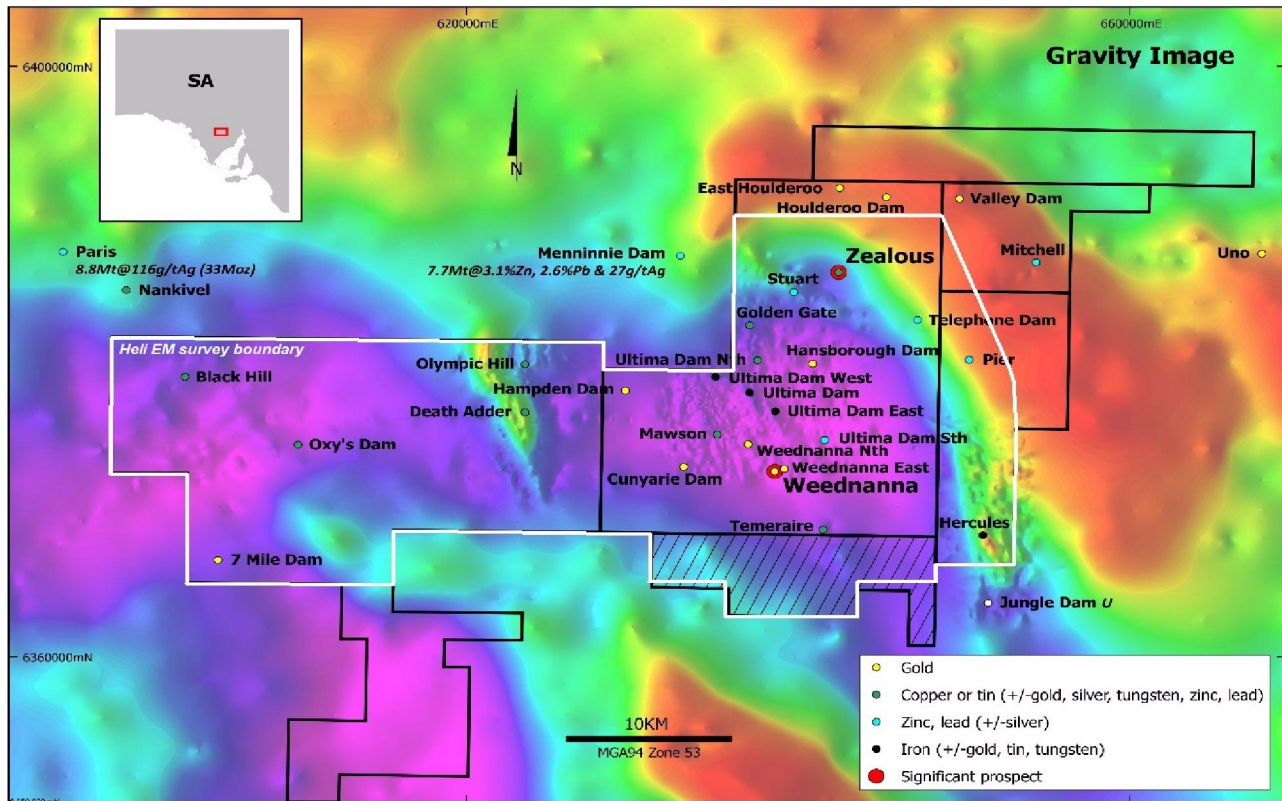 620000mE
660000mE
6400000mN
Gravity Image
SA
N
East Houlderoo
Houlderoo Dam
Valley Dam
Paris
8.8Mt@116g/tAg (33Moz)
Nankivel
Menninnie Dam
7.7Mt@3.1%Zn, 2.6%Pb & 27g/tAg
Zealous
Mitchell
Uno
Stuart
Golden Gate
Telephone Dam
Heli EM survey boundary
Black Hill
Olympic Hill
Ultima Dam Nth
Hansborough Dam
Pier
Ultima Dam West
Hampden Dam
Ultima Dam
Death Adder
Ultima Dam East
Oxy's Dam
Mawson
Ultima Dam Sth
Weednanna Nth
Cunyarie Dam
Weednanna East
Weednanna
Temeraire
Hercules
7 Mile Dam
Jungle Dam U
6360000mN
10KM
MGA94 Zone 53
Gold
Copper or tin (+/-gold, silver, tungsten, zinc, lead)
Zinc, lead (+/-silver)
Iron (+/-gold, tin, tungsten)
Significant prospect